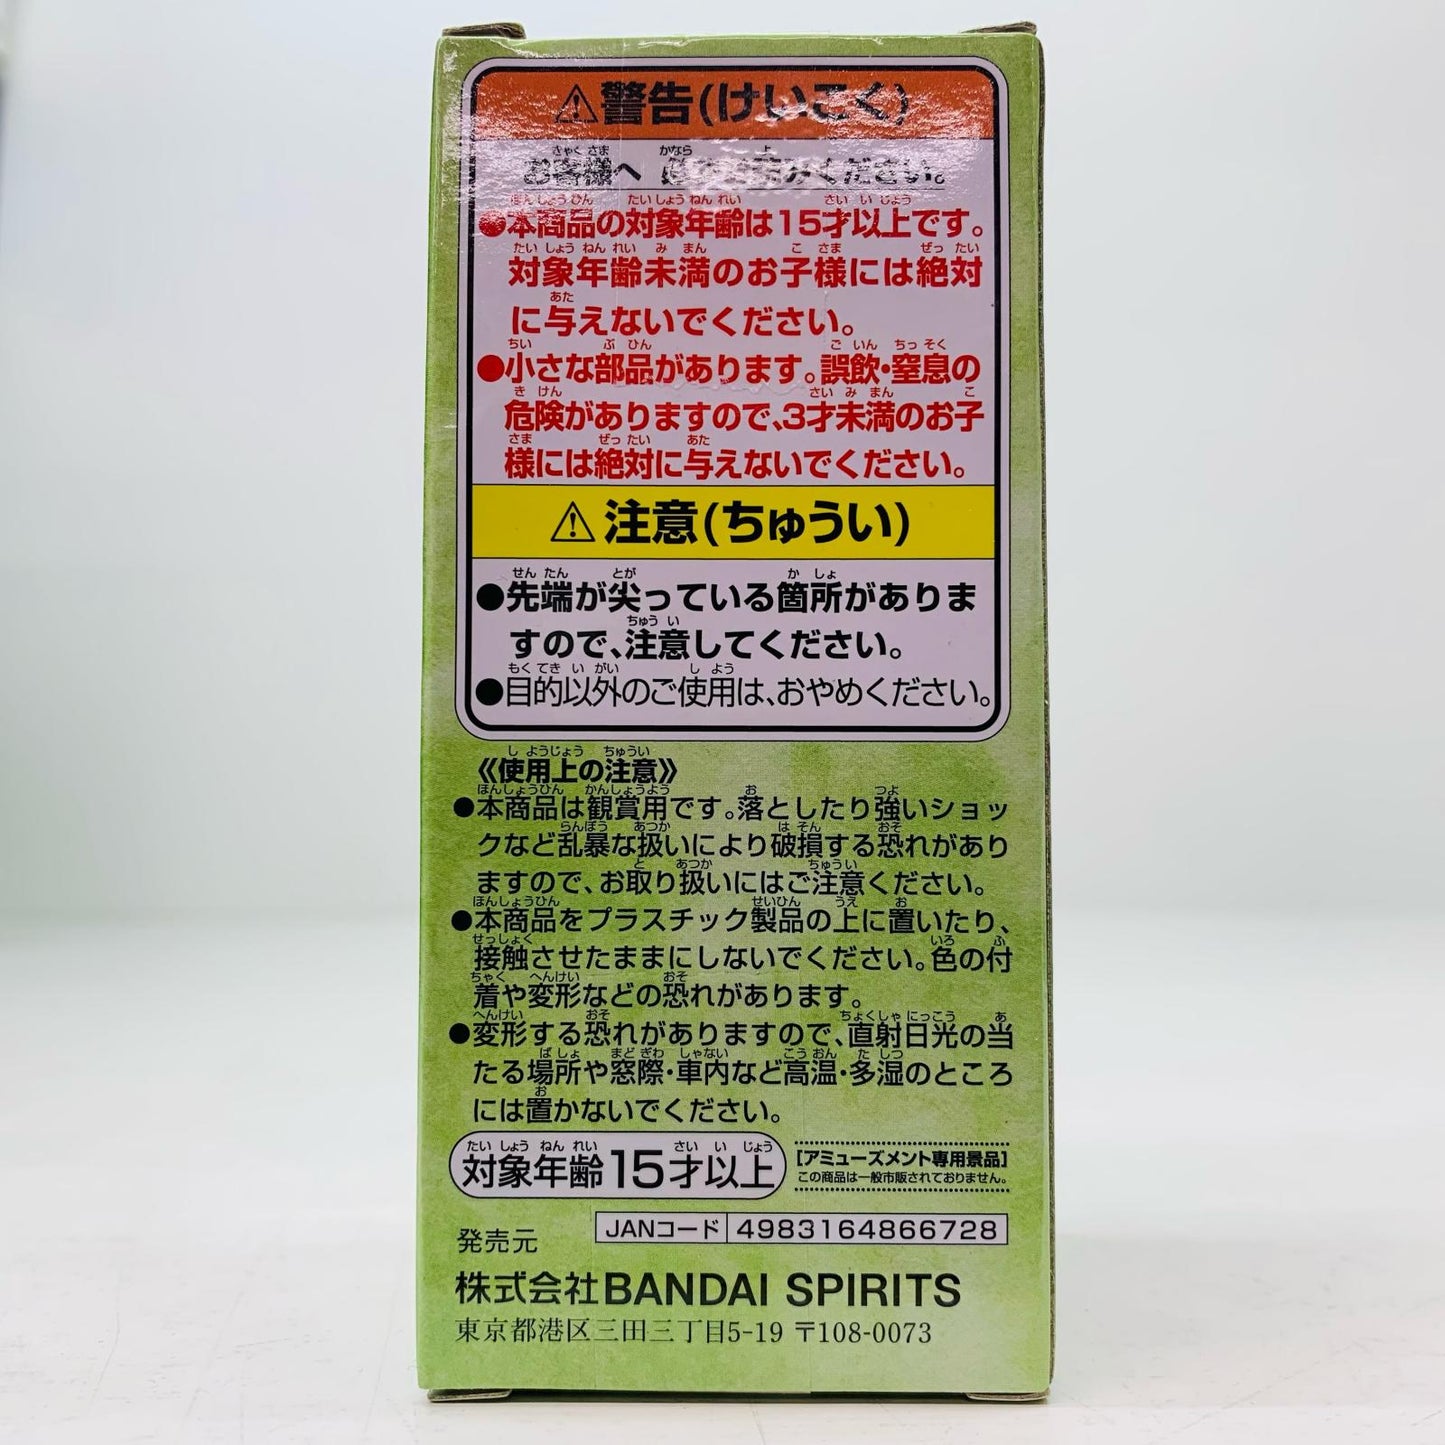 ⚠警告(けいこく)
お客様へ 必ずお読みください。
●本商品の対象年齢は15才以上です。
対象年齢未満のお子様には絶対
に与えないでください。
●小さな部品があります。誤飲・窒息の
危険がありますので、3才未満のお子
様には絶対に与えないでください。
⚠注意(ちゅうい)
●先端が尖っている箇所がありま
すので、注意してください。
●目的以外のご使用は、おやめください。
《使用上の注意》
●本商品は観賞用です。落としたり強いショッ
クなど乱暴な扱いにより破損する恐れがあり
ますので、お取り扱いにはご注意ください。
●本商品をプラスチック製品の上に置いたり、
接触させたままにしないでください。色の付
着や変形などの恐れがあります。
●変形する恐れがありますので、直射日光の当
たる場所や窓際・車内など高温・多湿のところ
には置かないでください。
対象年齢15才以上
[アミューズメント専用景品]
この商品は一般市販されておりません。
JANコード 4983164866728
発売元
株式会社BANDAI SPIRITS
東京都港区三田三丁目5-19 〒108-0073